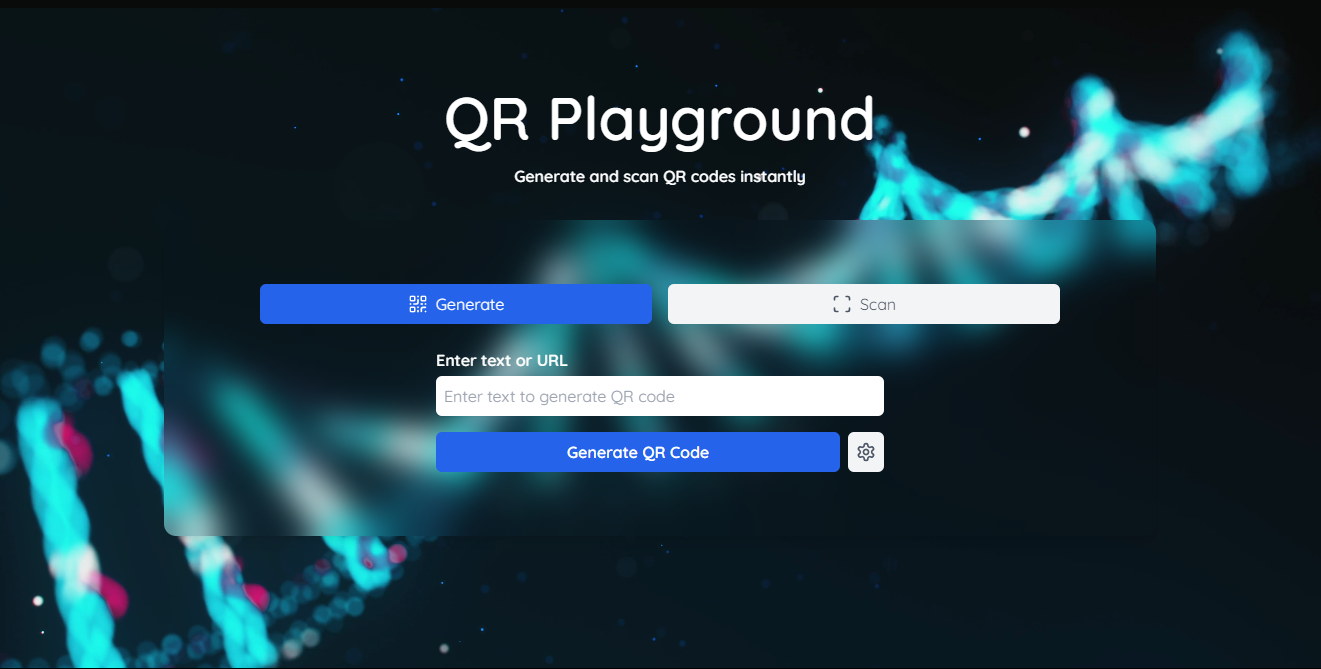 QR Playground
Generate and scan QR codes instantly
Generate
Scan
Enter text or URL
Enter text to generate QR code
Generate QR Code